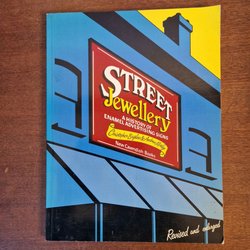 STREET
Jewellery
A HISTORY OF
ENAMEL ADVERTISING SIGNS
New Cavendish Books
Revised and enlarged